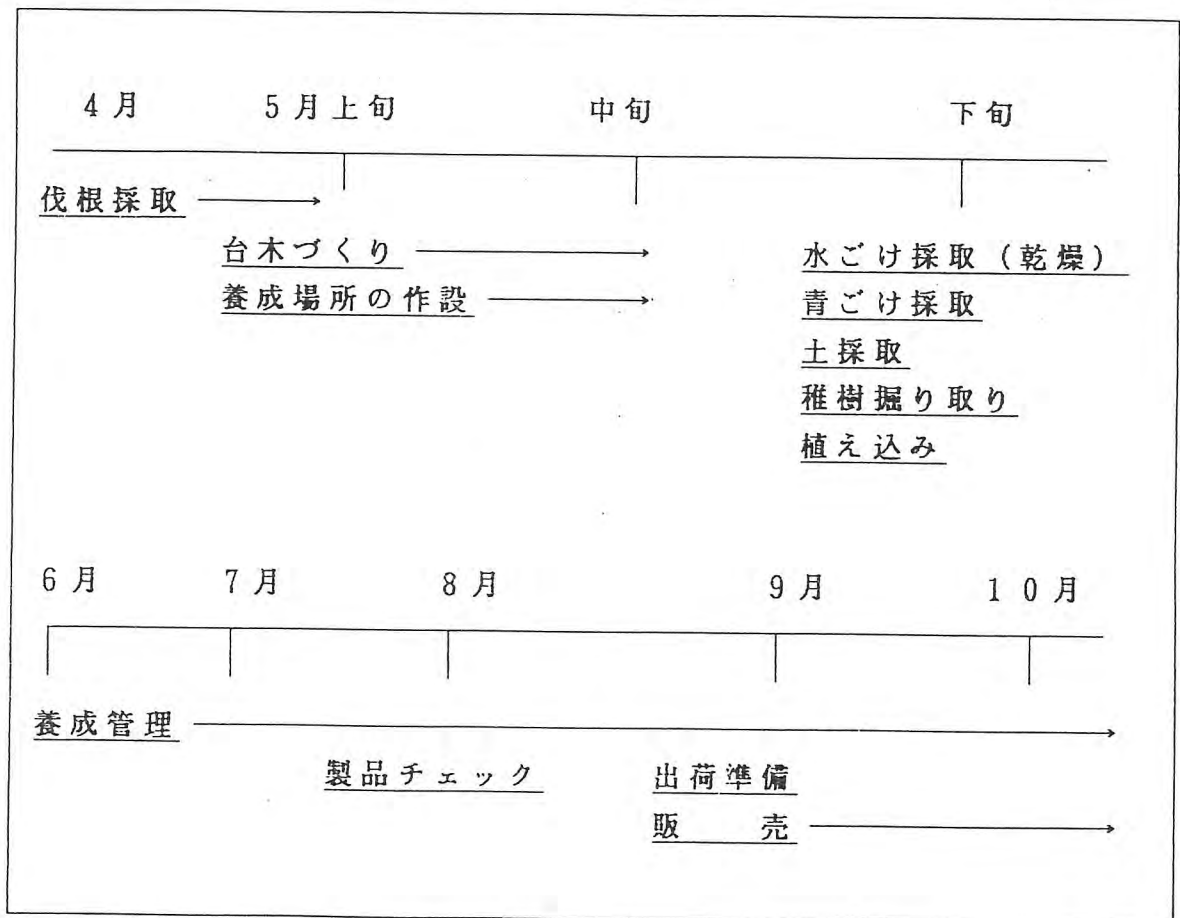 4月 5月上旬 中旬 下旬
伐根採取
台木づくり 水ごけ採取(乾燥)
養成場所の作設 青ごけ採取
土採取
稚樹掘り取り
植え込み
6月 7月 8月 9月 10月
養成管理
製品チェック 出荷準備
販 売